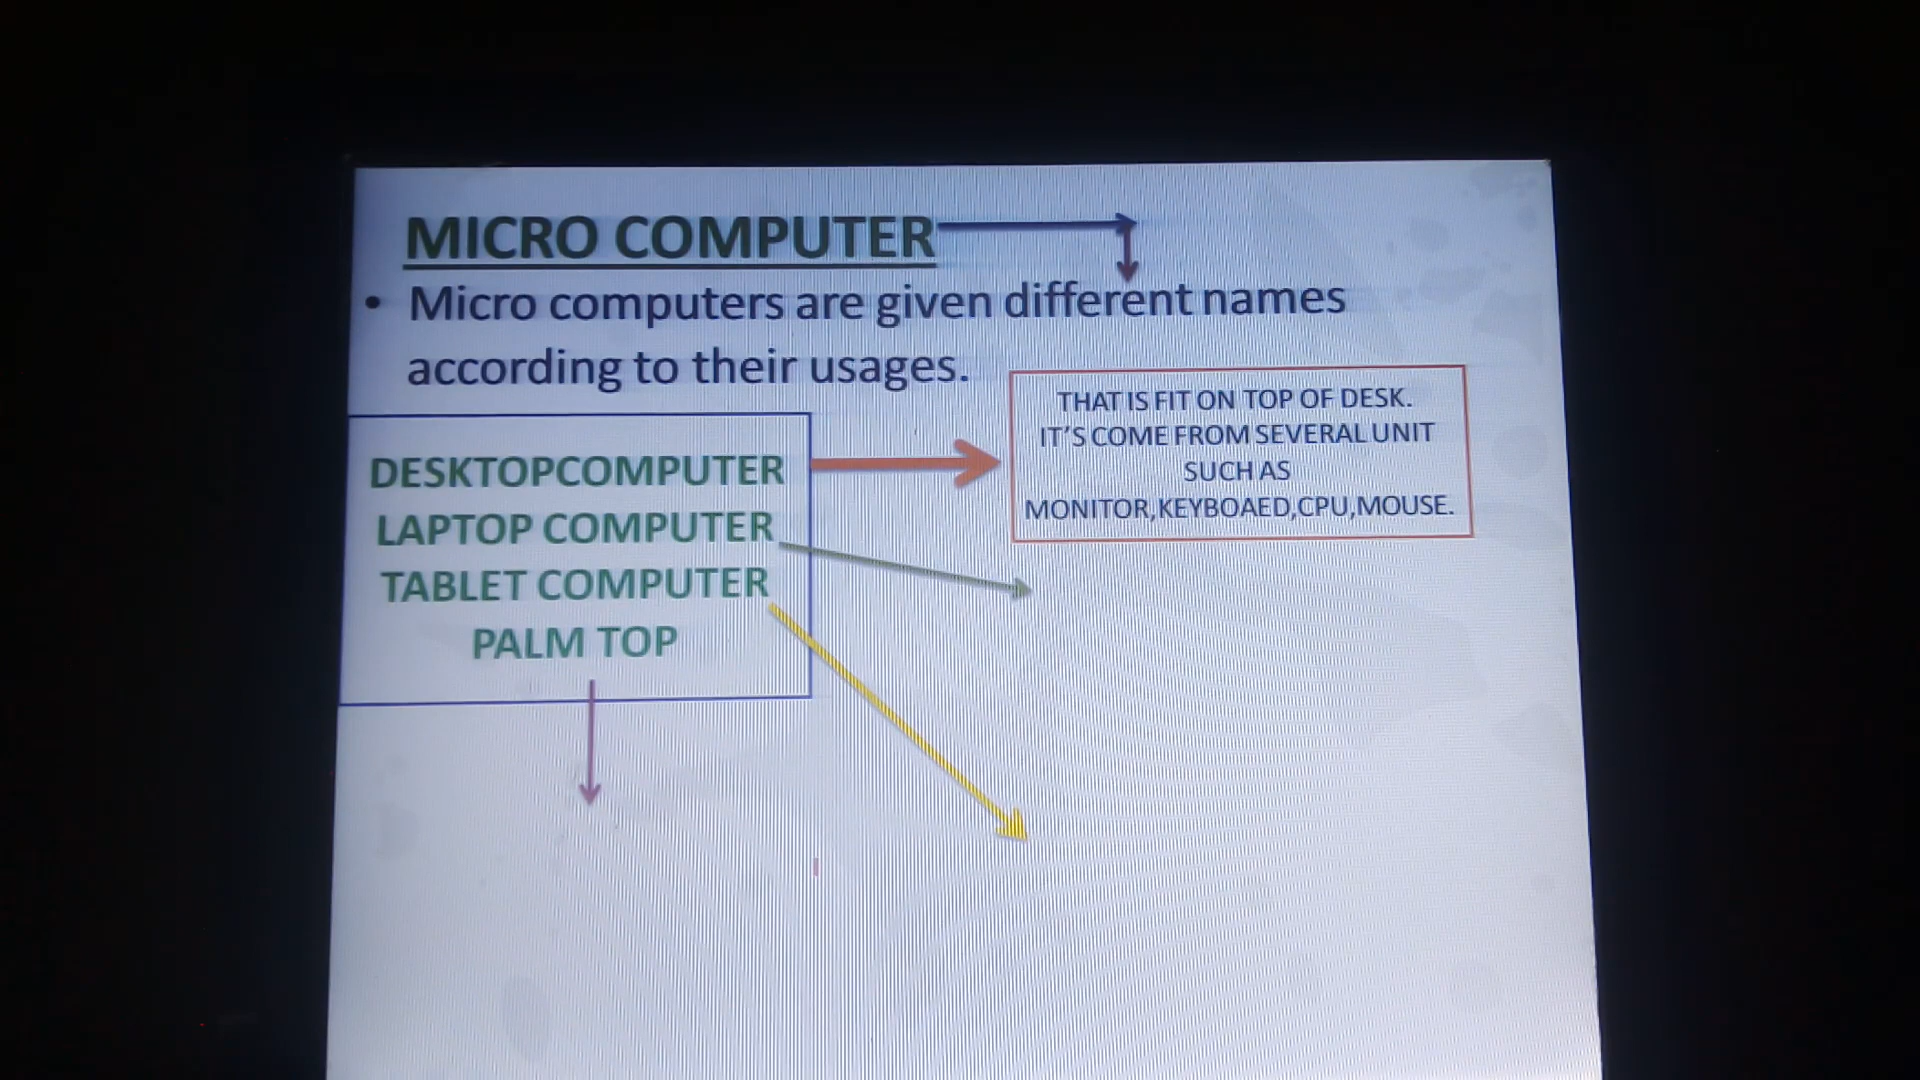 MICRO COMPUTER
• Micro computers are given different names
according to their usages.
THAT IS FIT ON TOP OF DESK.
IT'S COME FROM SEVERAL UNIT
SUCH AS
MONITOR,KEYBOAED,CPU,MOUSE.
DESKTOPCOMPUTER
LAPTOP COMPUTER
TABLET COMPUTER
PALM TOP